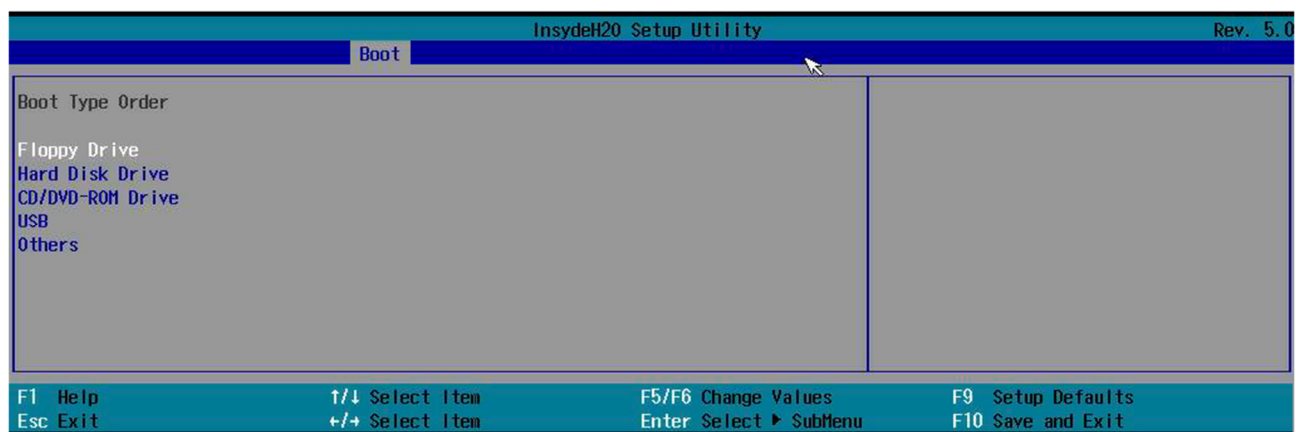 InsydeH20 Setup Utility Rev. 5.0
Boot
Boot Type Order
Floppy Drive
Hard Disk Drive
CD/DVD-ROM Drive
USB
Others
F1 Help ↑/↓ Select Item F5/F6 Change Values F9 Setup Defaults
Esc Exit ←/→ Select Item Enter Select ▶ SubMenu F10 Save and Exit